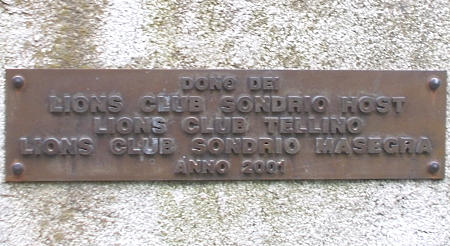 DONO DEI
LIONS CLUB SONDRIO HOST
LIONS CLUB TELLINO
LIONS CLUB SONDRIO MASEGRA
ANNO 2001